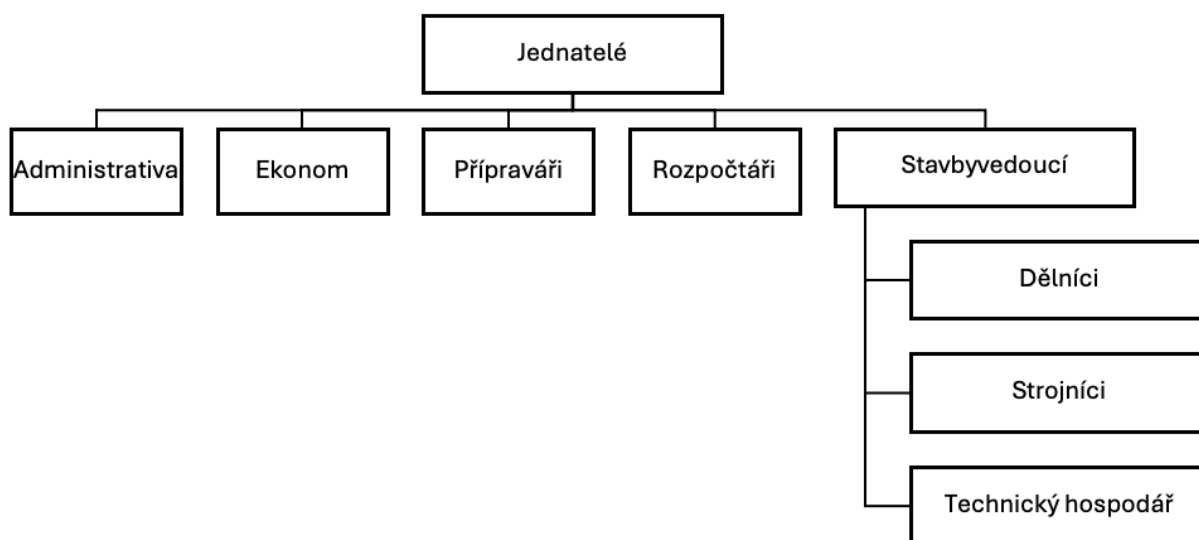 Jednatelé
Administrativa
Ekonom
Přípraváři
Rozpočtáři
Stavbyvedoucí
Dělníci
Strojníci
Technický hospodář